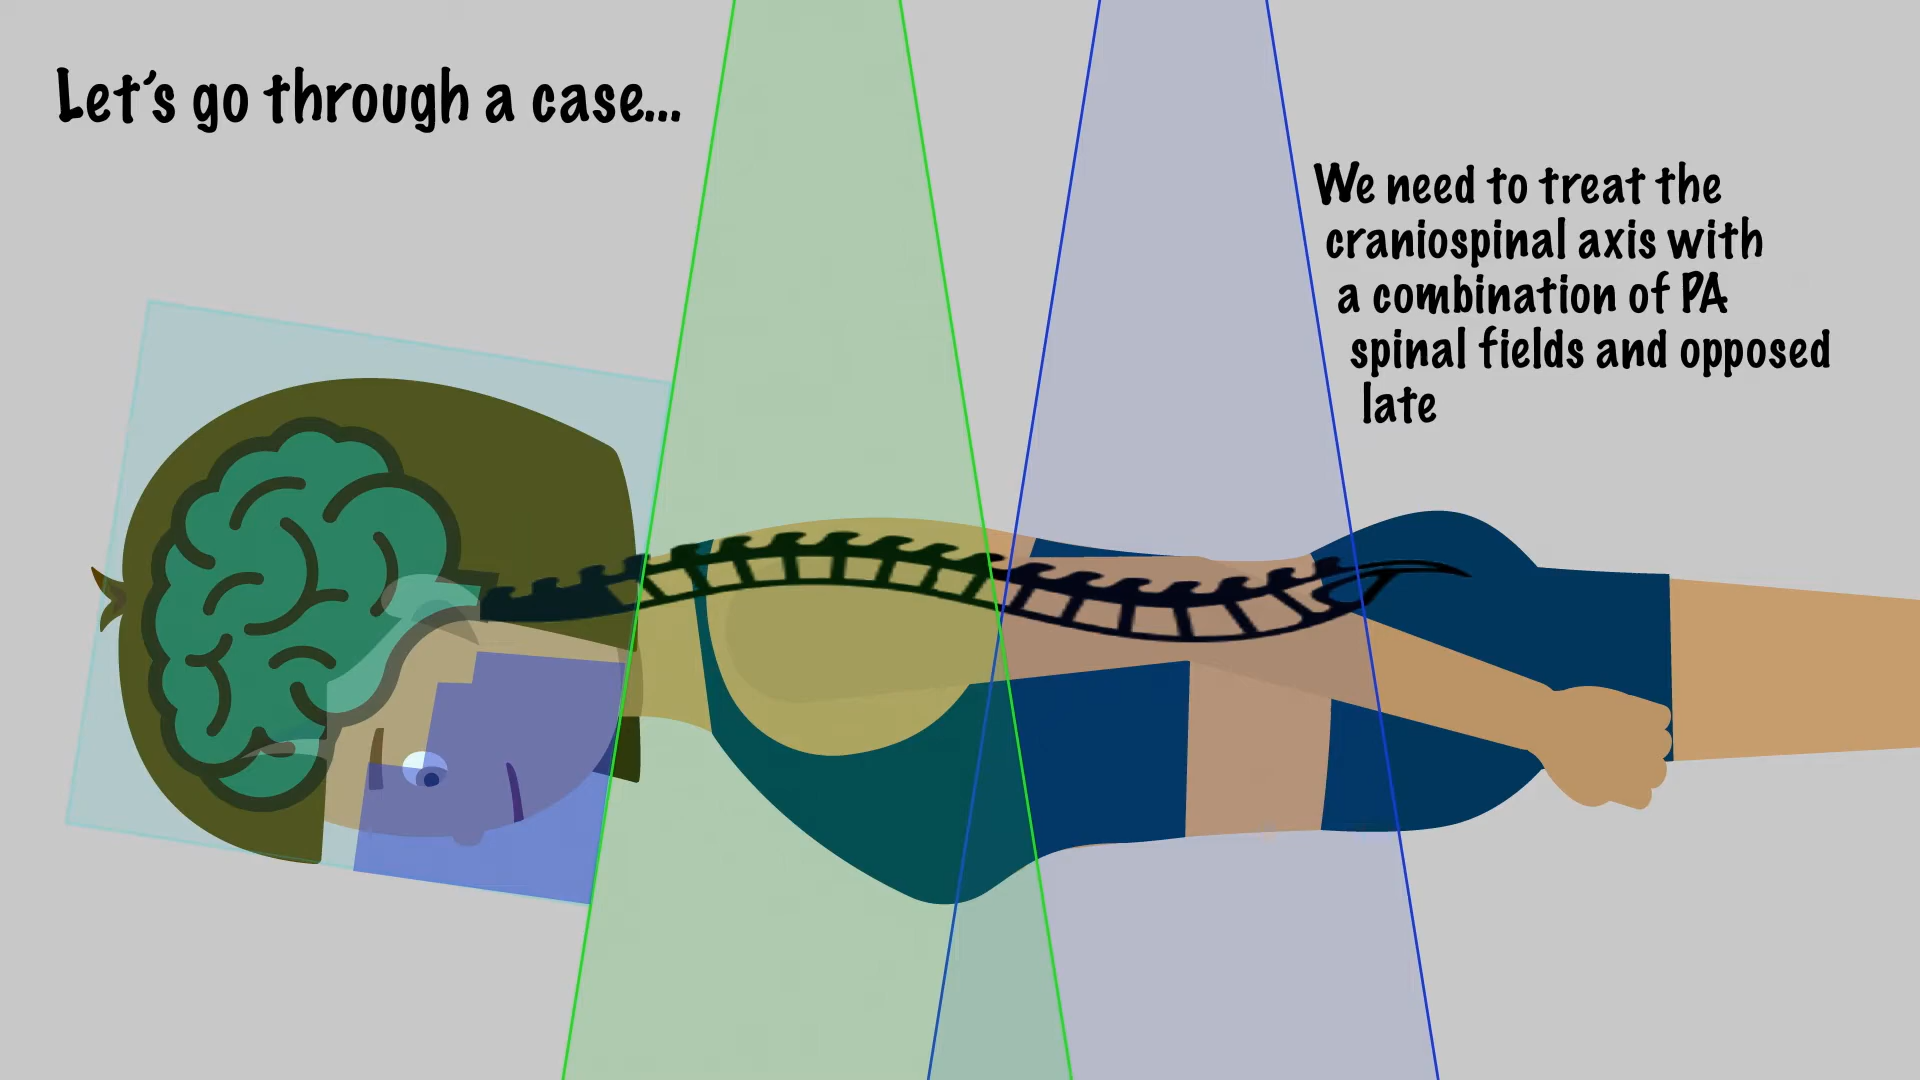 Let's go through a case...
We need to treat the
craniospinal axis with
a combination of PA
spinal fields and opposed
late